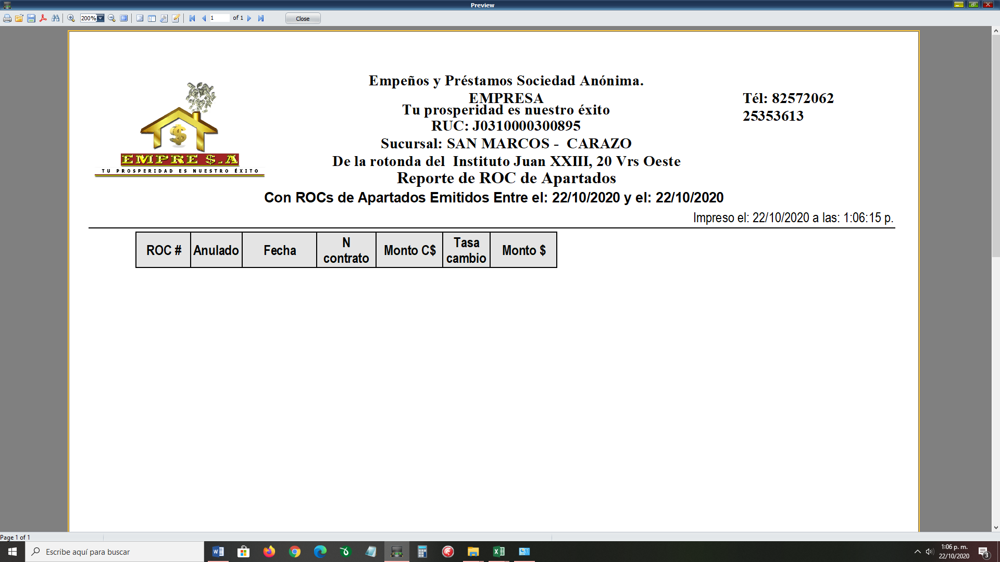 Preview
200%
1 of 1
Close
Empeños y Préstamos Sociedad Anónima.
EMPRESA
Tu prosperidad es nuestro éxito
RUC: J0310000300895
Sucursal: SAN MARCOS - CARAZO
De la rotonda del Instituto Juan XXIII, 20 Vrs Oeste
Reporte de ROC de Apartados
Tél: 82572062
25353613
EMPRE $.A
TU PROSPERIDAD ES NUESTRO ÉXITO
Con ROCs de Apartados Emitidos Entre el: 22/10/2020 y el: 22/10/2020
Impreso el: 22/10/2020 a las: 1:06:15 p.
ROC # Anulado Fecha N contrato Monto C$ Tasa cambio Monto $
Page 1 of 1
Escribe aquí para buscar
1:06 p. m.
22/10/2020
3